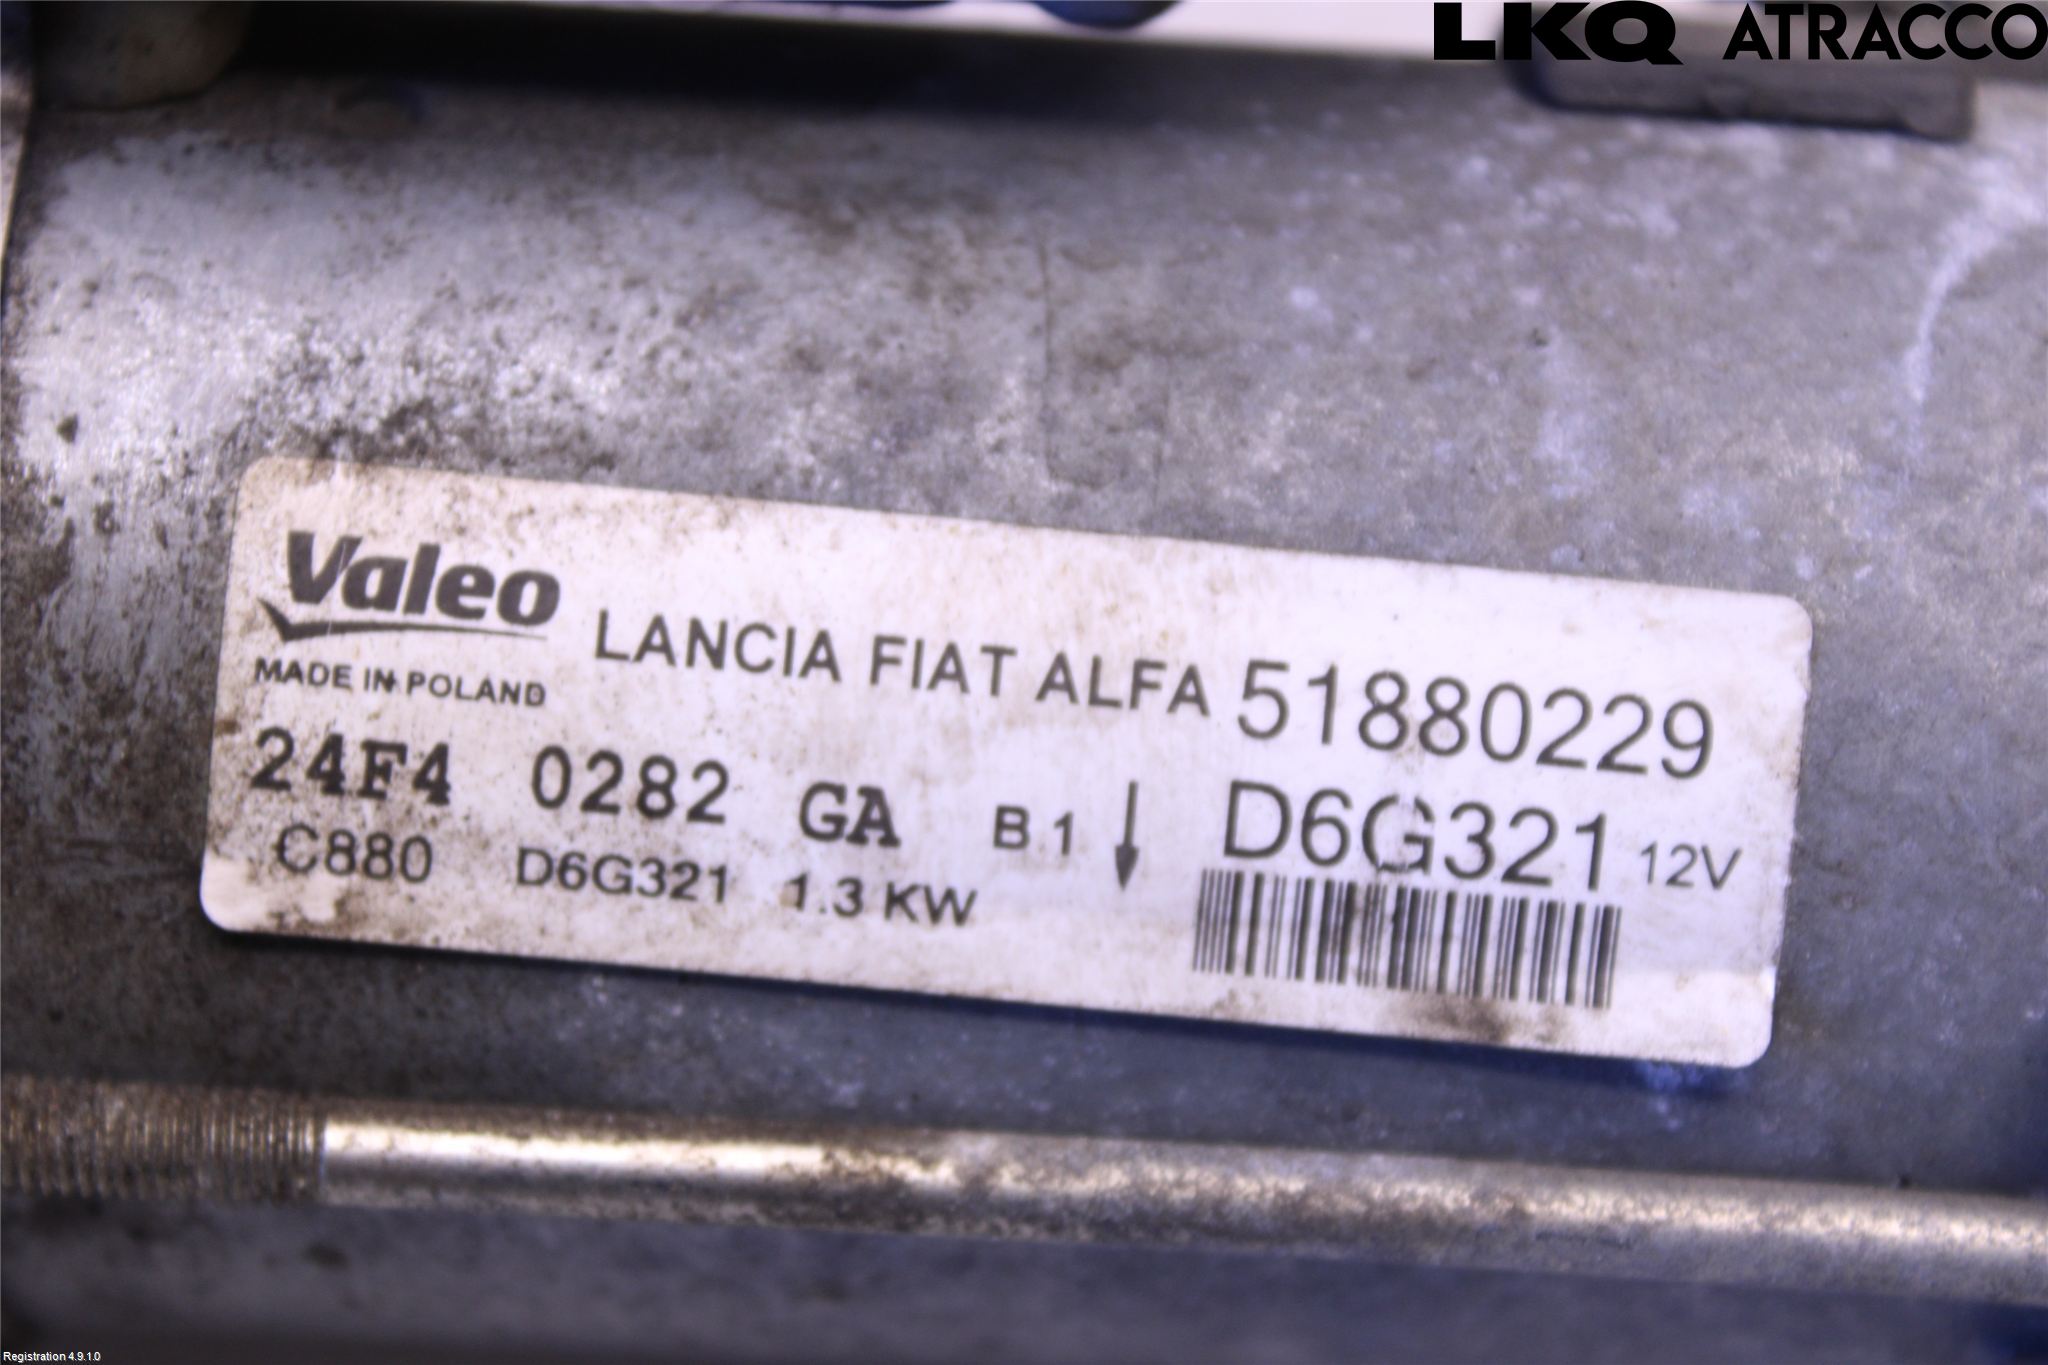 LKQ ATRACCO
Valeo LANCIA FIAT ALFA 51880229
MADE IN POLAND
24F4 0282 GA B 1 D6G321 12V
C880 D6G321 1.3 KW
Registration 4.9.1.0